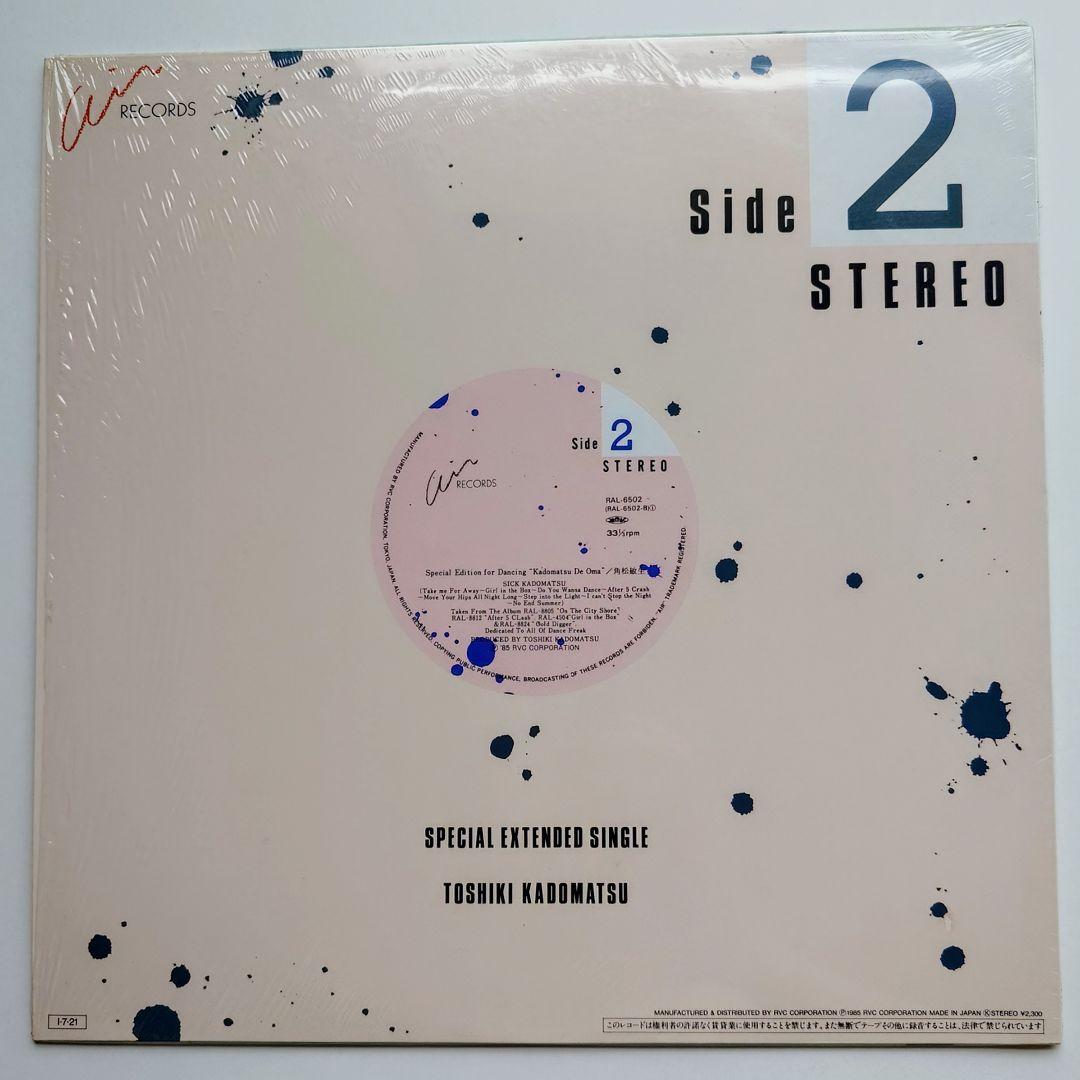 air RECORDS
2
Side
STEREO
Side 2
STEREO
air RECORDS
RAL-6502
(RAL-6502-B)①
33⅓rpm
Special Edition for Dancing "Kadomatsu De Oma"／角松敏生
SICK KADOMATSU
(Take me For Away~Girl in the Box~Do You Wanna Dance~After 5 Crash
~Move Your Hips All Night Long~Step into the Light~I can't Stop the Night
~No End Summer)
Taken From The Album RAL-8805 "On The City Shore"
RAL-8812 "After 5 CLash", RAL-4504"Girl in the Box"
&RAL-8824 "Gold Digger".
Dedicated To All Of Dance Freak
PRODUCED BY TOSHIKI KADOMATSU
Ⓟ '85 RVC CORPORATION
MANUFACTURED BY RVC CORPORATION, TOKYO, JAPAN. ALL RIGHTS RESERVED. COPYING PUBLIC PERFORMANCE, BROADCASTING OF THESE RECORDS ARE FORBIDEN. "AIR" TRADEMARK REGISTERED.
SPECIAL EXTENDED SINGLE
TOSHIKI KADOMATSU
I-7-21
MANUFACTURED & DISTRIBUTED BY RVC CORPORATION Ⓟ1985 RVC CORPORATION MADE IN JAPAN ⓀSTEREO ¥2,300
このレコードは権利者の許諾なく賃貸業に使用することを禁じます。また無断でテープその他に録音することは、法律で禁じられています